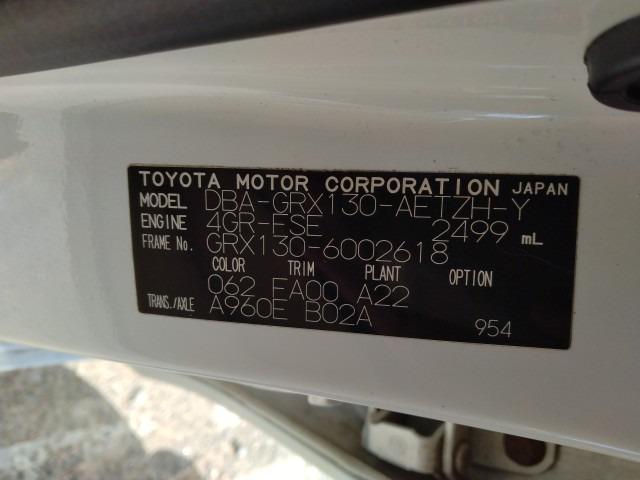 TOYOTA MOTOR CORPORATION JAPAN
MODEL DBA-GRX130-AETZH-Y
ENGINE 4GR-FSE 2499 mL
FRAME No. GRX130-6002618
COLOR TRIM PLANT OPTION
062 FA00 A22
TRANS./AXLE A960E B02A
954